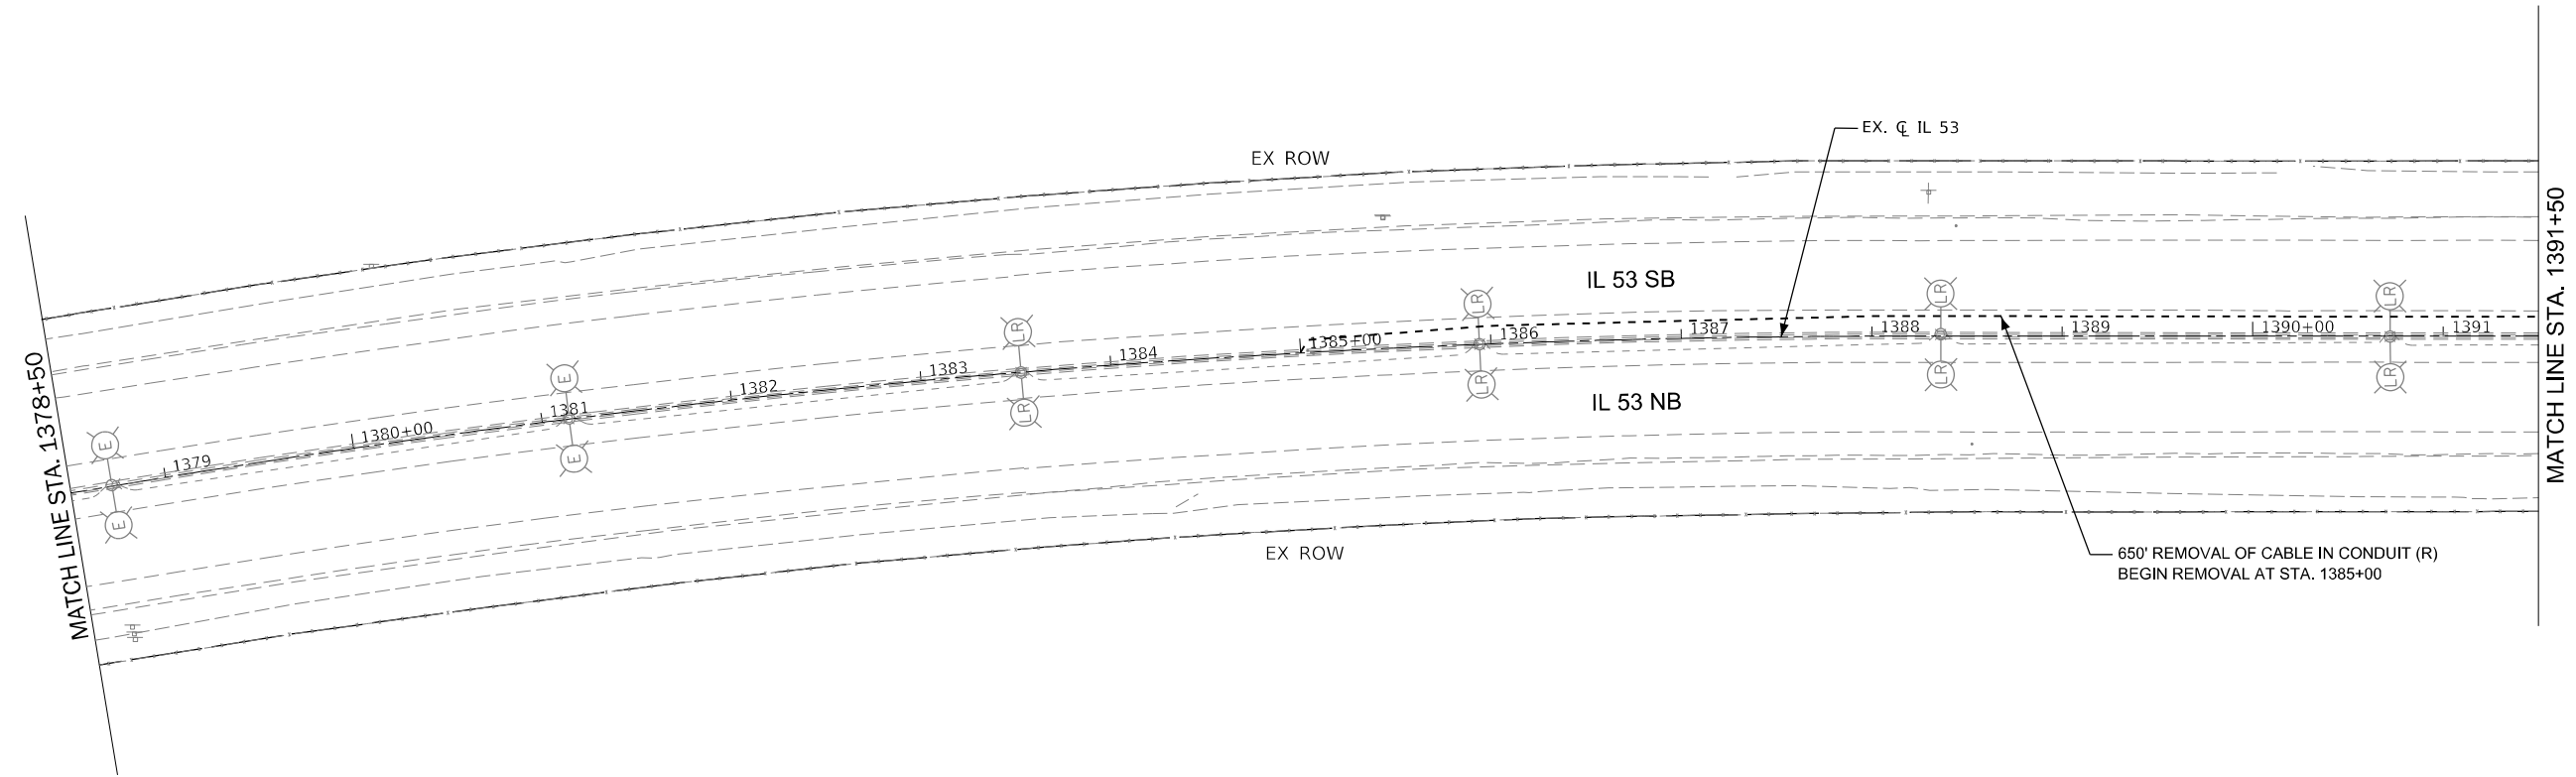 EX. ℄ IL 53
EX ROW
MATCH LINE STA. 1378+50
MATCH LINE STA. 1391+50
IL 53 SB
E
E
LR
LR
LR
LR
1379
1380+00
1381
1382
1383
1384
1385+00
1386
1387
1388
1389
1390+00
1391
E
E
LR
LR
LR
LR
IL 53 NB
EX ROW
650' REMOVAL OF CABLE IN CONDUIT (R)
BEGIN REMOVAL AT STA. 1385+00